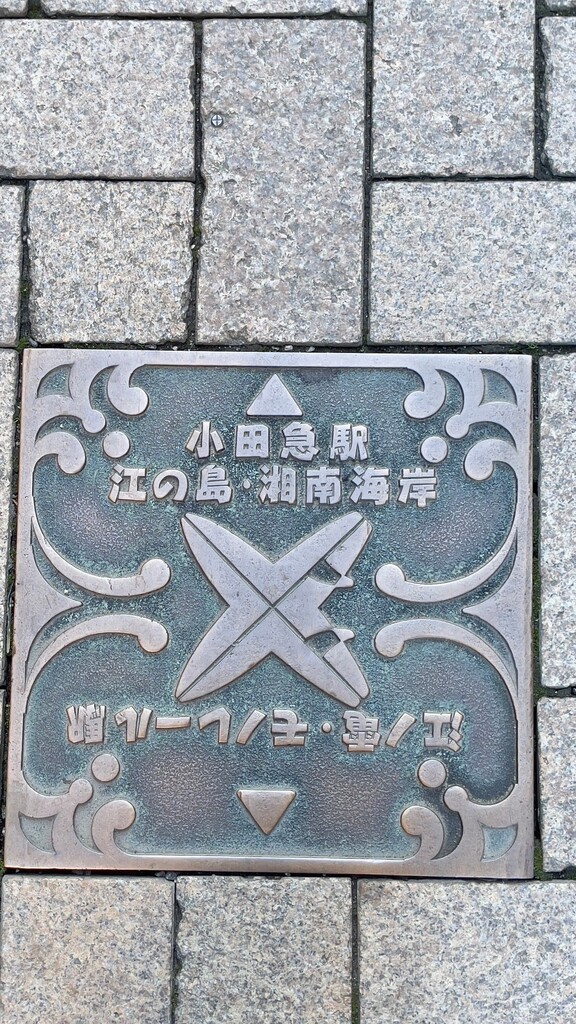 小田急駅
江の島・湘南海岸
江ノ電・モノレール駅